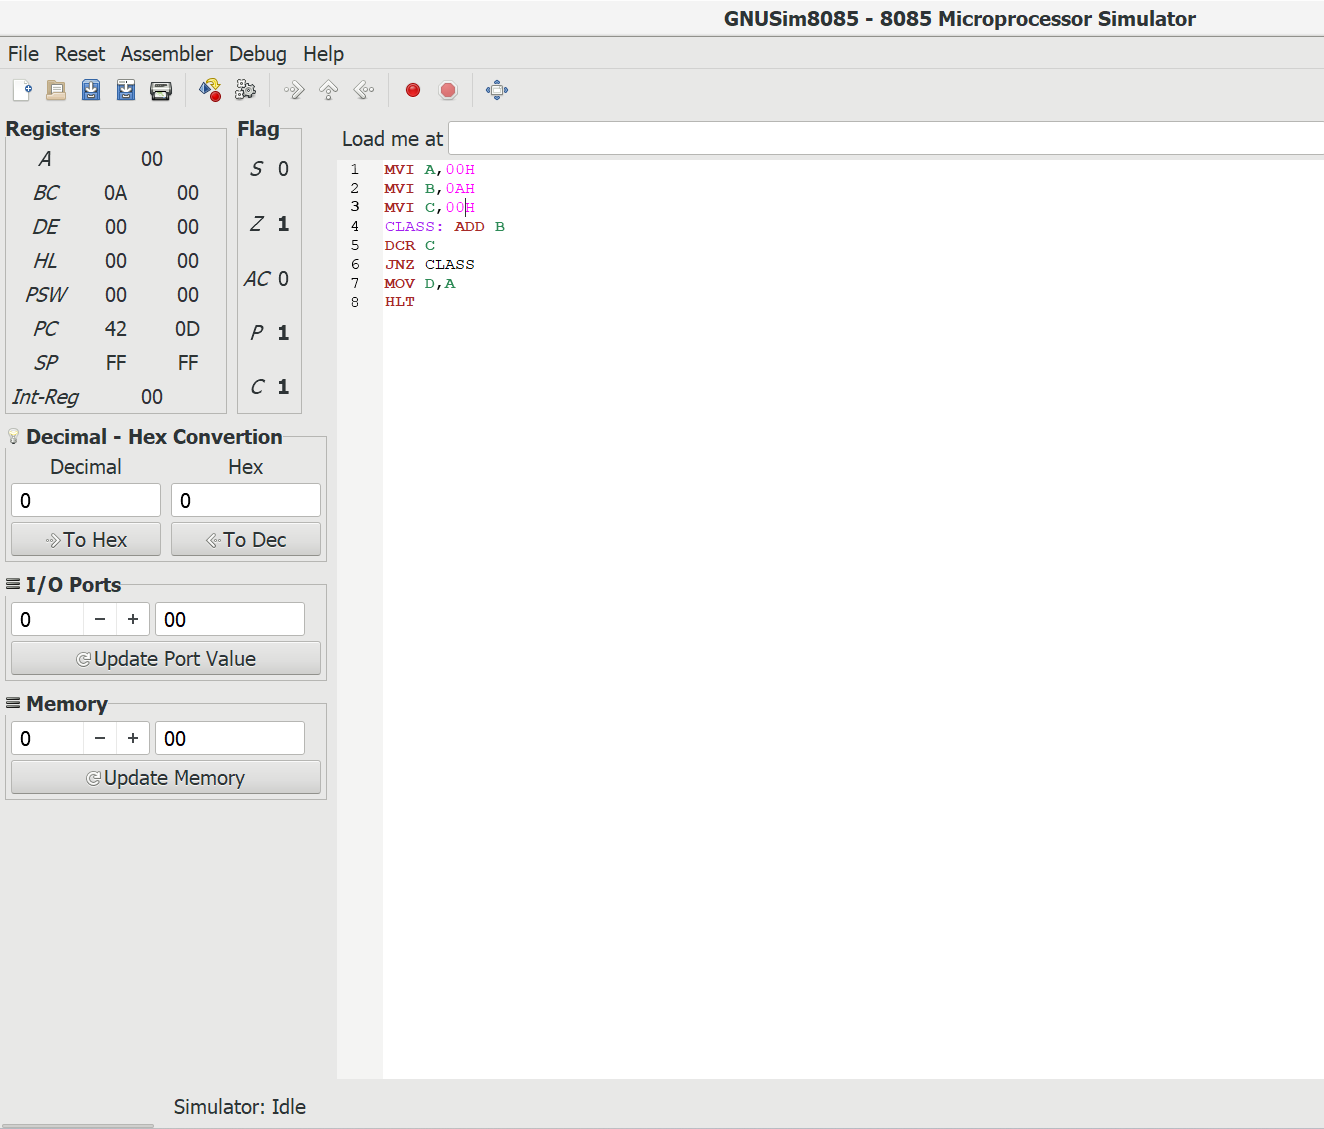 GNUSim8085 - 8085 Microprocessor Simulator
File Reset Assembler Debug Help
Registers
A 00
BC 0A 00
DE 00 00
HL 00 00
PSW 00 00
PC 42 0D
SP FF FF
Int-Reg 00
Flag
S 0
Z 1
AC 0
P 1
C 1
Decimal - Hex Convertion
Decimal Hex
0 0
To Hex To Dec
I/O Ports
0 − + 00
Update Port Value
Memory
0 − + 00
Update Memory
Load me at
1 MVI A,00H
2 MVI B,0AH
3 MVI C,00H
4 CLASS: ADD B
5 DCR C
6 JNZ CLASS
7 MOV D,A
8 HLT
Simulator: Idle